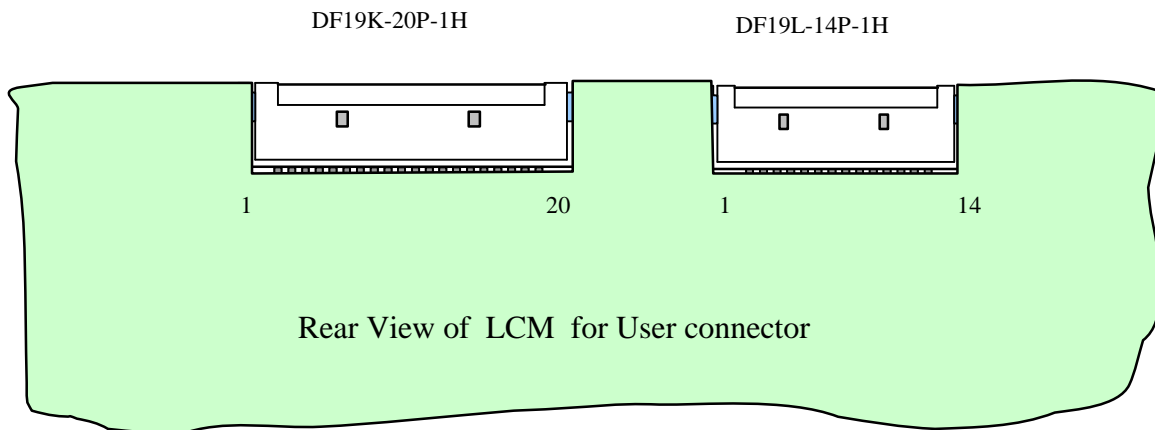 DF19K-20P-1H
DF19L-14P-1H
1
20
1
14
Rear View of LCM for User connector